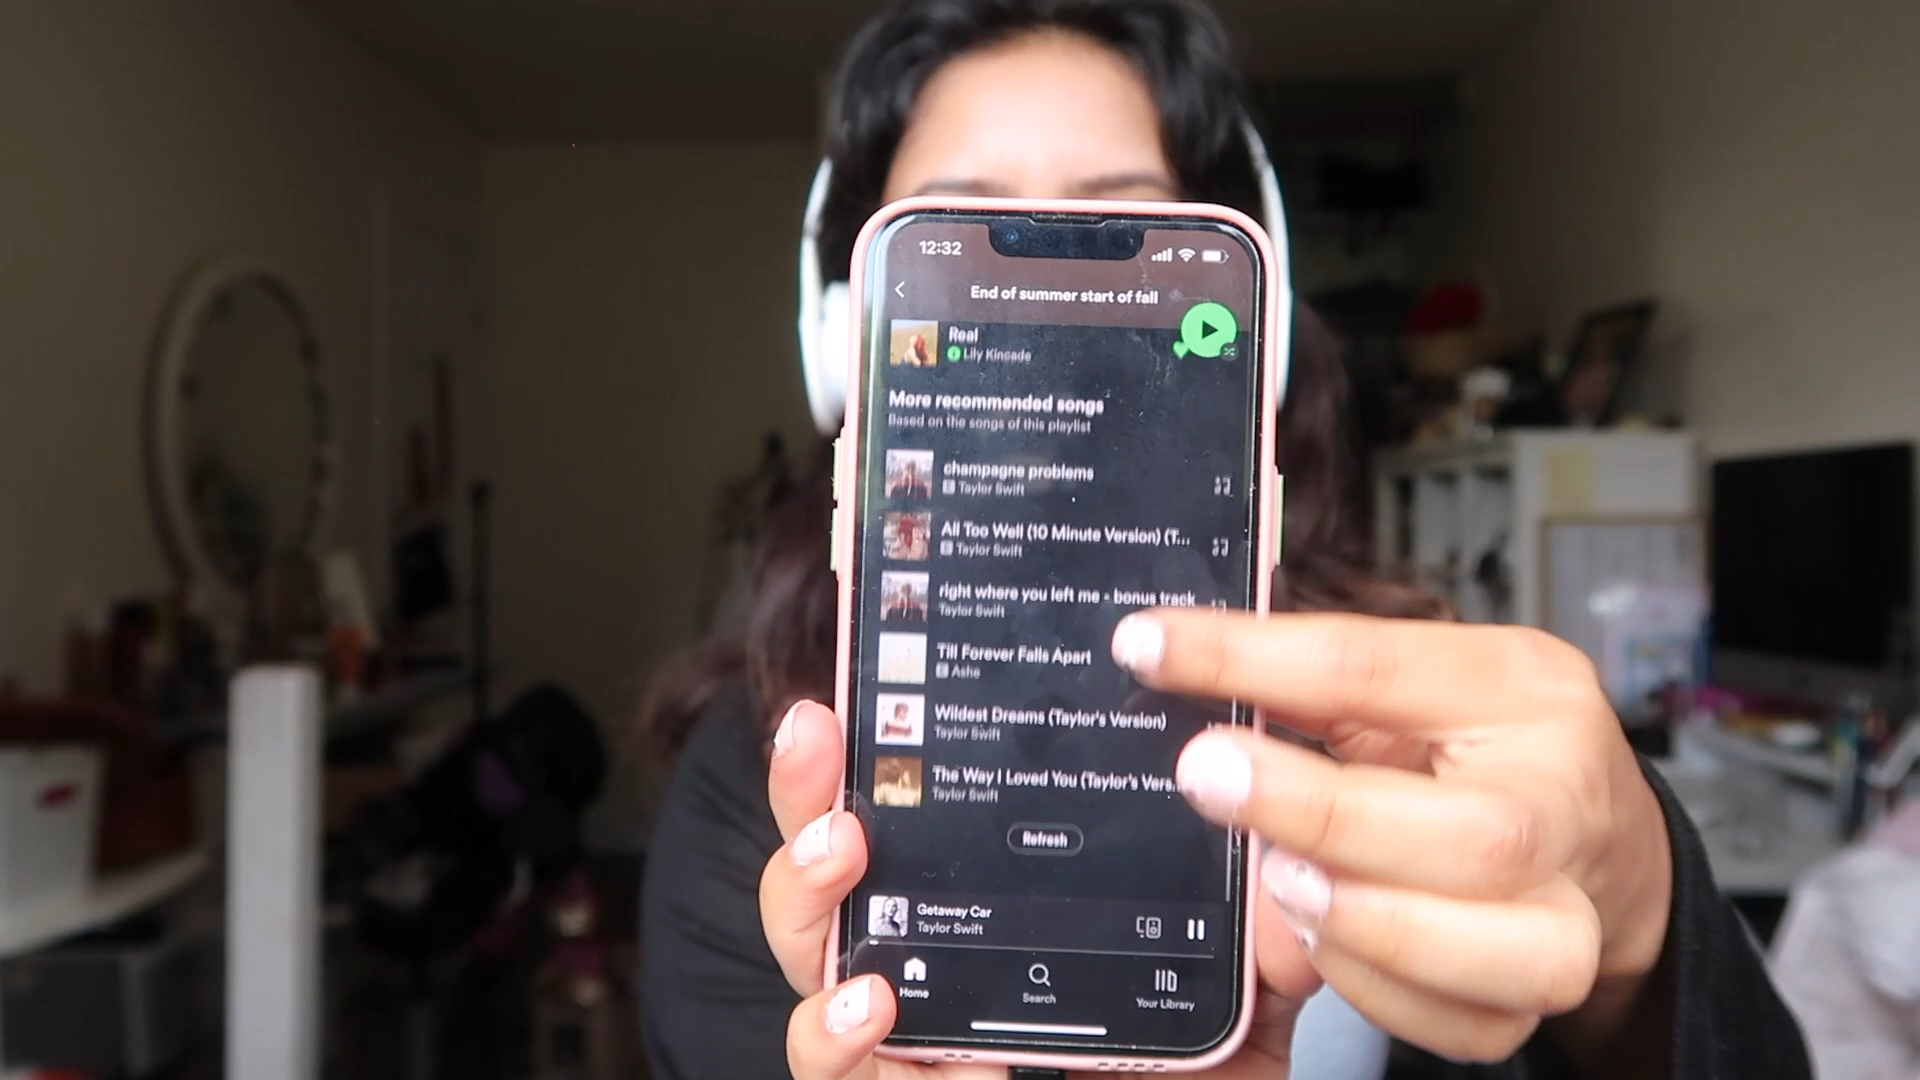 12:32
End of summer start of fall
Real
Lily Kincade
More recommended songs
Based on the songs of this playlist
champagne problems
E Taylor Swift
All Too Well (10 Minute Version) (T...
E Taylor Swift
right where you left me - bonus track
Taylor Swift
Till Forever Falls Apart
E Ashe
Wildest Dreams (Taylor's Version)
Taylor Swift
The Way I Loved You (Taylor's Vers...
Taylor Swift
Refresh
Getaway Car
Taylor Swift
Home
Search
Your Library